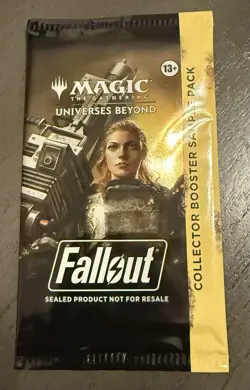 MAGIC
THE GATHERING
UNIVERSES BEYOND
13+
Fallout
SEALED PRODUCT NOT FOR RESALE
COLLECTOR BOOSTER SAMPLE PACK